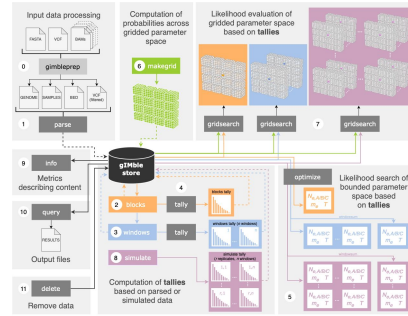 Input data processing
FASTA
VCF
BAMs
0
gimbleprep
GENOME
SAMPLES
BED
VCF
(filtered)
1
parse
9
info
Metrics
describing content
10
query
RESULTS
Output files
11
delete
Remove data
Computation of
probabilities across
gridded parameter
space
6
makegrid
gIMble
store
4
2
blocks
tally
blocks tally
3
windows
tally
windows tally (n windows)
8
simulate
simulate tally
Computation of tallies
based on parsed or
simulated data
Likelihood evaluation of
gridded parameter space
based on tallies
gridsearch
gridsearch
gridsearch
7
optimize
Likelihood search of
bounded parameter
space based on
tallies
5